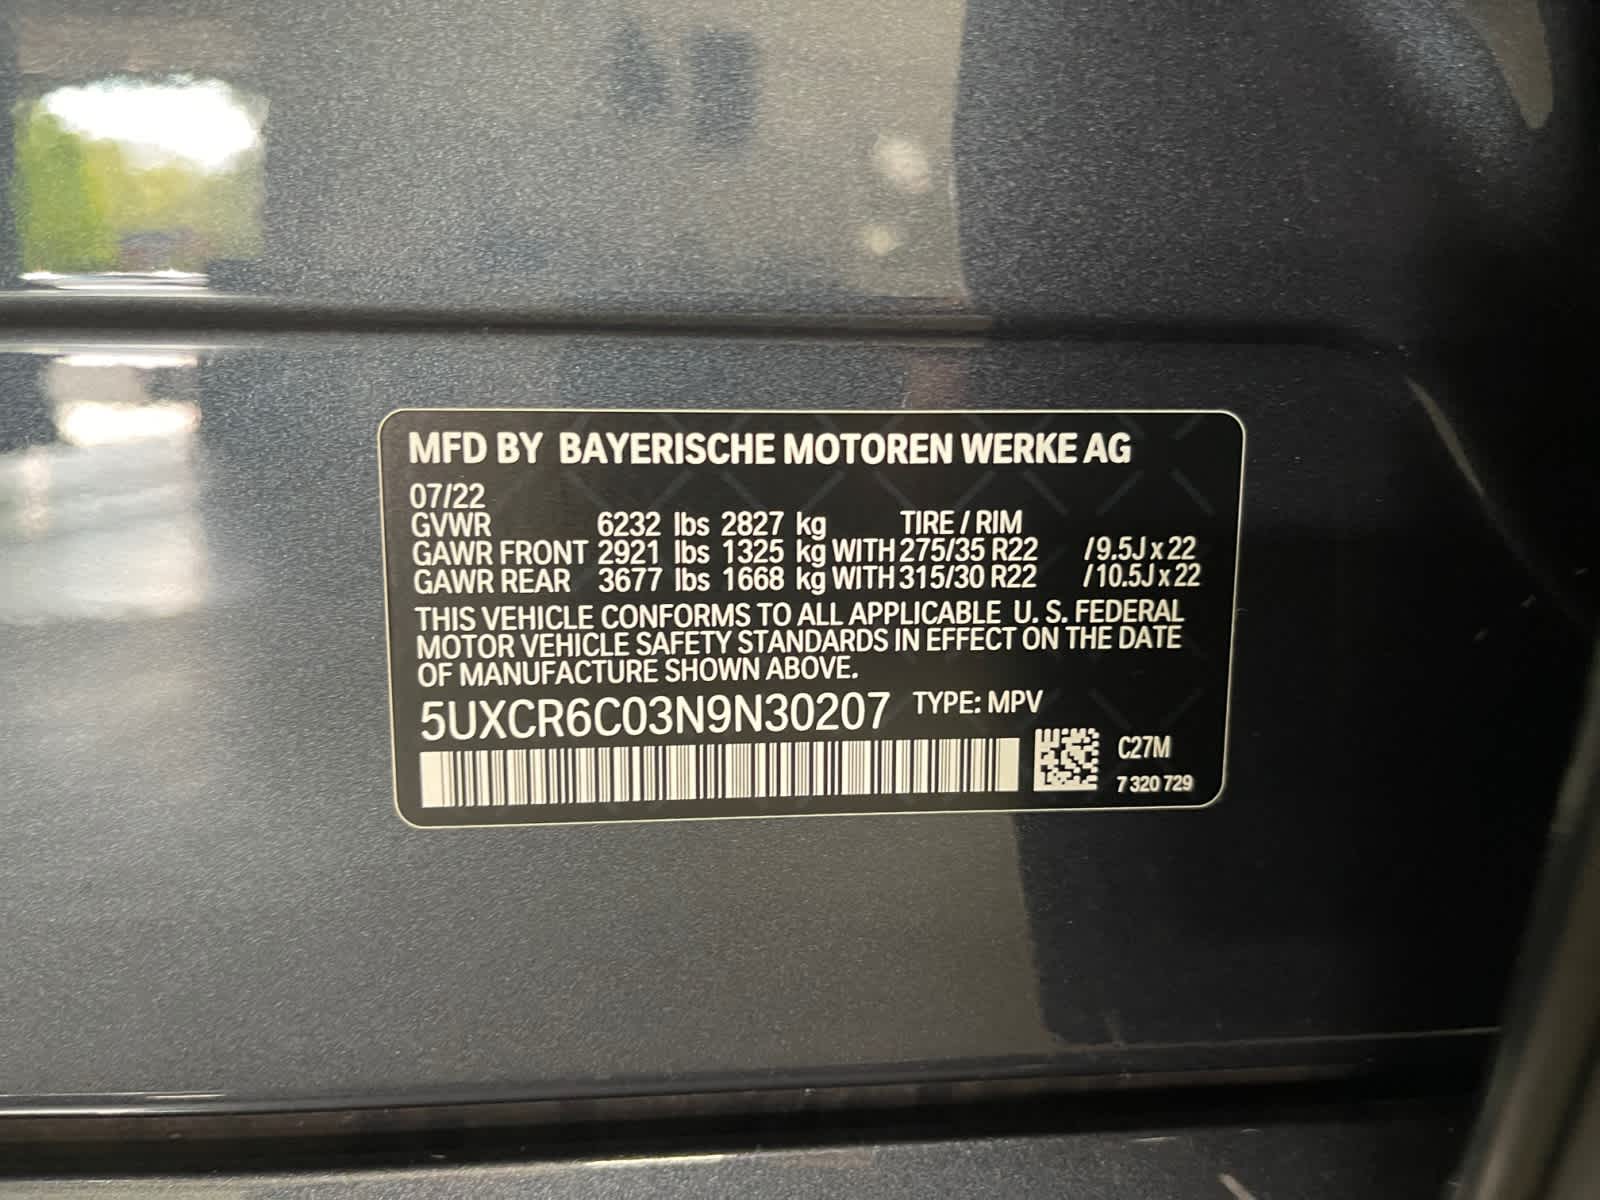 MFD BY BAYERISCHE MOTOREN WERKE AG
07/22
GVWR 6232 lbs 2827 kg TIRE / RIM
GAWR FRONT 2921 lbs 1325 kg WITH 275/35 R22 /9.5J x 22
GAWR REAR 3677 lbs 1668 kg WITH 315/30 R22 /10.5J x 22
THIS VEHICLE CONFORMS TO ALL APPLICABLE U. S. FEDERAL
MOTOR VEHICLE SAFETY STANDARDS IN EFFECT ON THE DATE
OF MANUFACTURE SHOWN ABOVE.
5UXCR6C03N9N30207 TYPE: MPV
C27M
7 320 729